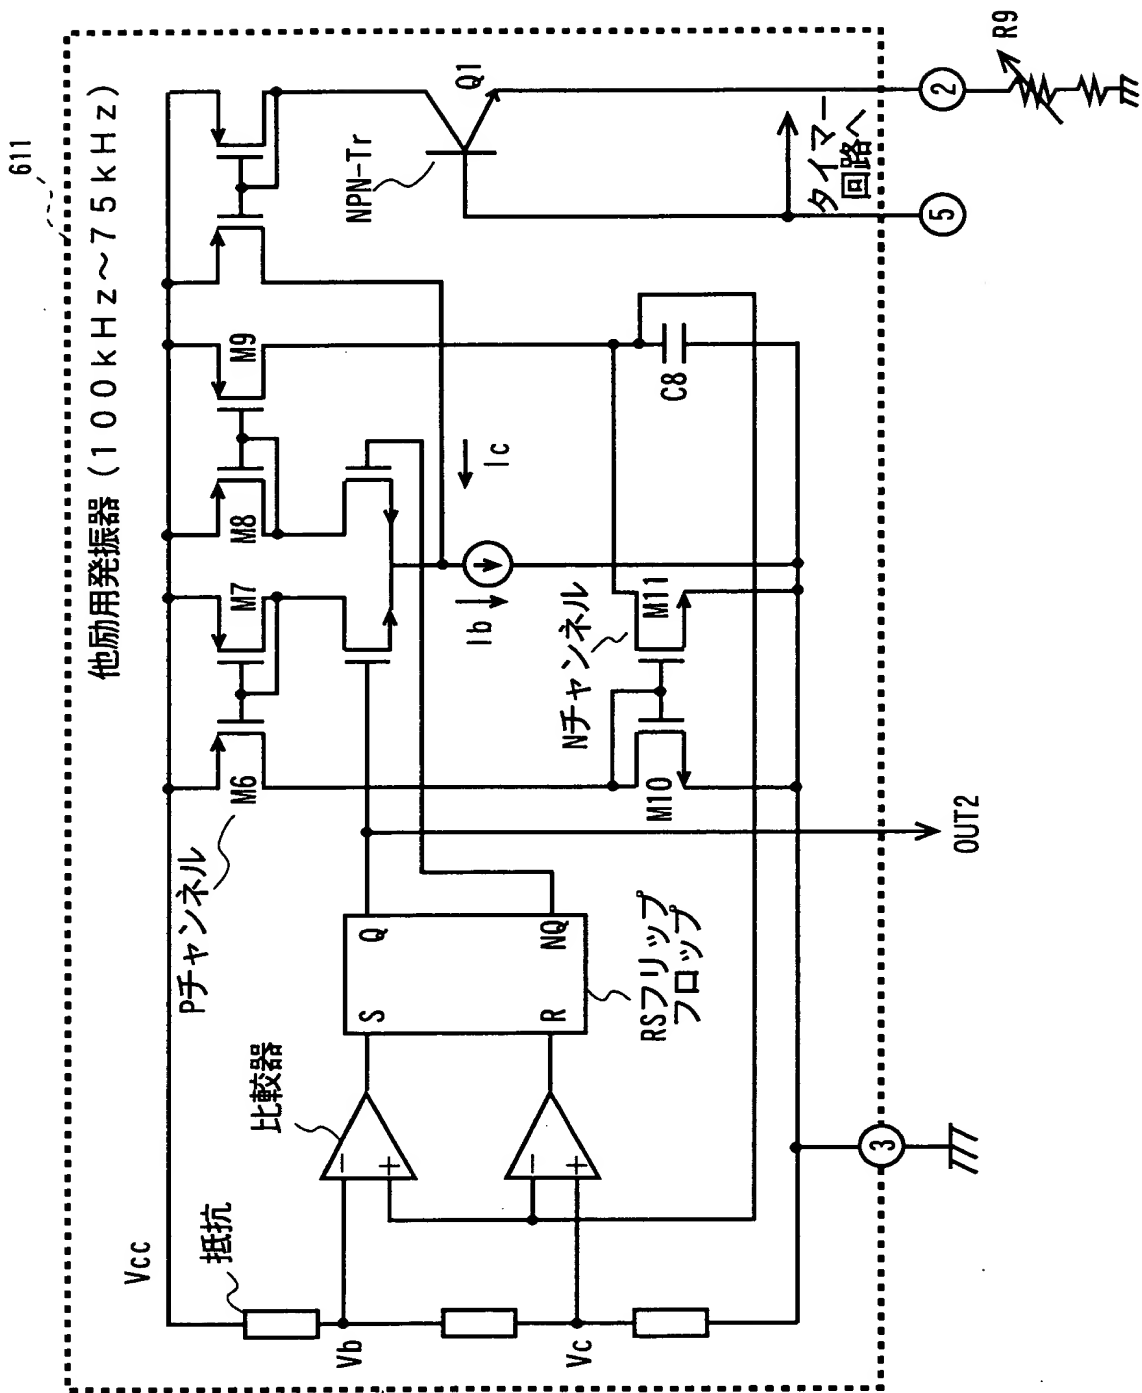 611
他励用発振器(100kHz~75kHz)
Vcc
抵抗
Pチャンネル
M6
M7
M8
M9
NPN-Tr
Q1
比較器
S
Q
R
NQ
Ib
Ic
Nチャンネル
M10
M11
C8
タイマー
回路へ
RSフリップ
フロップ
Vb
Vc
3
OUT2
5
2
R9